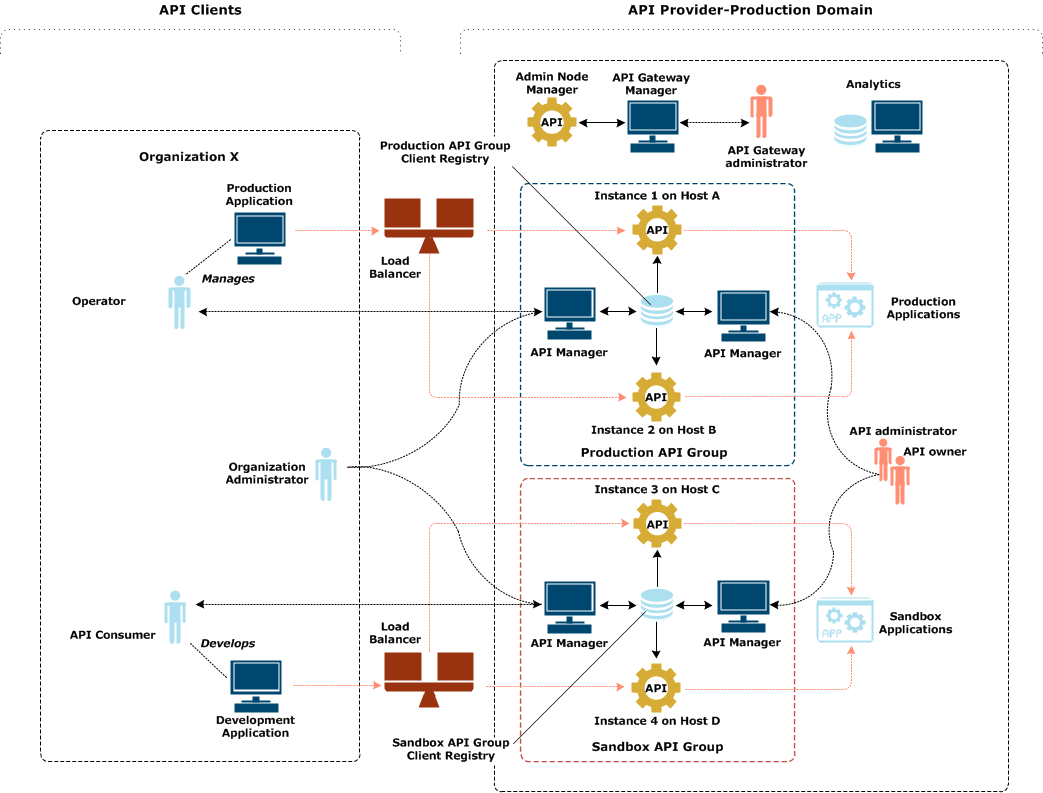 API Clients
API Provider-Production Domain
Admin Node
Manager
API
API Gateway
Manager
API Gateway
administrator
Analytics
Organization X
Production API Group
Client Registry
Production
Application
Manages
Operator
Load
Balancer
Instance 1 on Host A
API
API Manager
API Manager
API
Instance 2 on Host B
Production API Group
APP
Production
Applications
API administrator
API owner
Organization
Administrator
Instance 3 on Host C
API
API Manager
API Manager
API
Instance 4 on Host D
Sandbox API Group
APP
Sandbox
Applications
API Consumer
Develops
Development
Application
Load
Balancer
Sandbox API Group
Client Registry